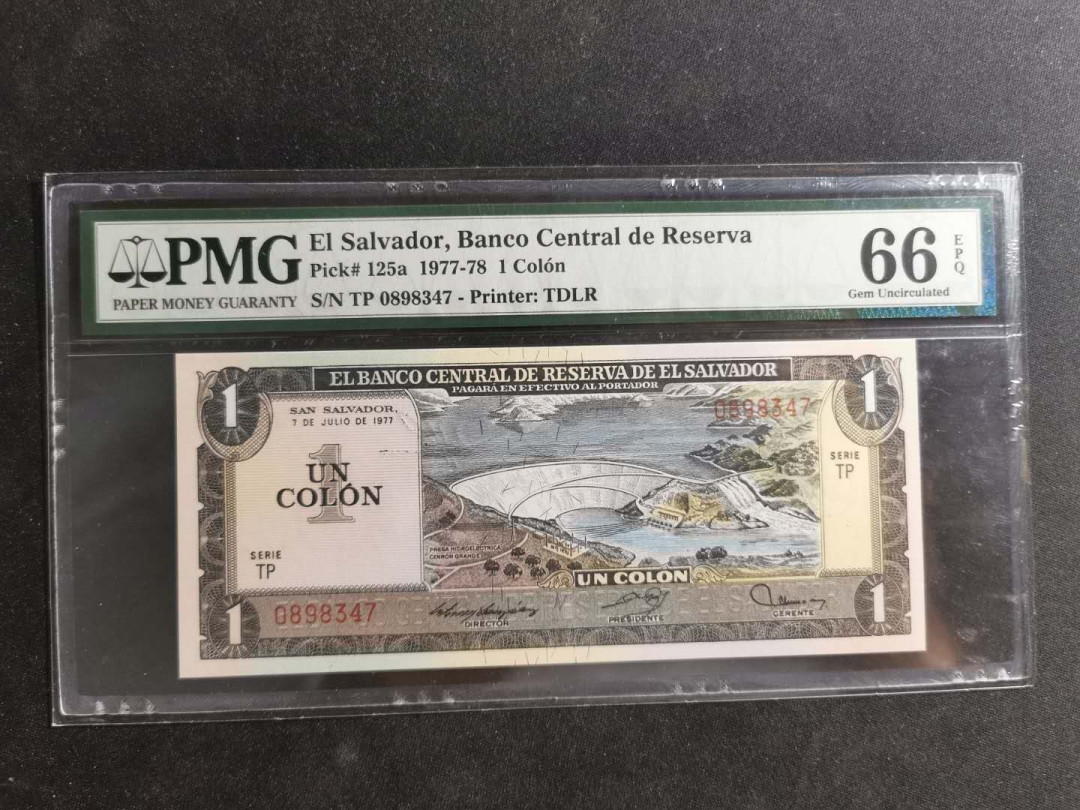 PMG
PAPER MONEY GUARANTY
El Salvador, Banco Central de Reserva
Pick# 125a 1977-78 1 Colón
S/N TP 0898347 - Printer: TDLR
66 EPQ
Gem Uncirculated
EL BANCO CENTRAL DE RESERVA DE EL SALVADOR
PAGARÁ EN EFECTIVO AL PORTADOR
1
1
SAN SALVADOR,
7 DE JULIO DE 1977
0898347
1
UN
COLÓN
SERIE
TP
SERIE
TP
PRESA HIDROELECTRICA
CERRON GRANDE
UN COLON
1
0898347
DIRECTOR
PRESIDENTE
GERENTE
1